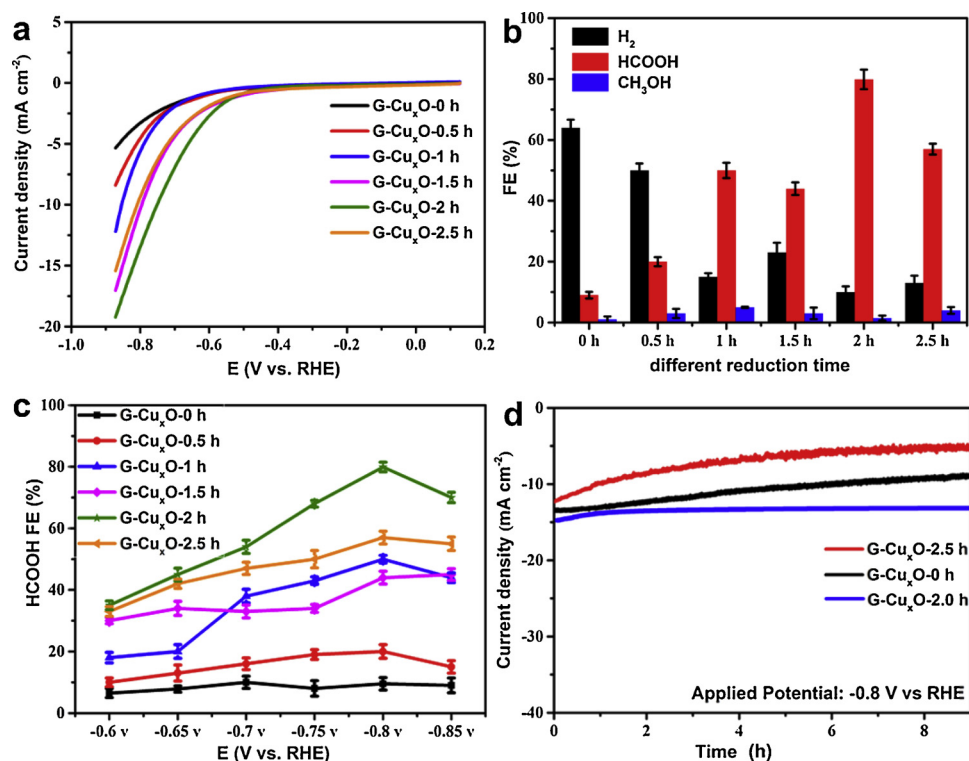 a
Current density (mA cm⁻²)
5
0
-5
-10
-15
-20
-1.0 -0.8 -0.6 -0.4 -0.2 0.0 0.2
E (V vs. RHE)
G-CuₓO-0 h
G-CuₓO-0.5 h
G-CuₓO-1 h
G-CuₓO-1.5 h
G-CuₓO-2 h
G-CuₓO-2.5 h
b
FE (%)
100
80
60
40
20
0
H₂
HCOOH
CH₃OH
0 h 0.5 h 1 h 1.5 h 2 h 2.5 h
different reduction time
c
HCOOH FE (%)
100
80
60
40
20
0
G-CuₓO-0 h
G-CuₓO-0.5 h
G-CuₓO-1 h
G-CuₓO-1.5 h
G-CuₓO-2 h
G-CuₓO-2.5 h
-0.6 v -0.65 v -0.7 v -0.75 v -0.8 v -0.85 v
E (V vs. RHE)
d
Current density (mA cm⁻²)
0
-10
-20
-30
-40
G-CuₓO-2.5 h
G-CuₓO-0 h
G-CuₓO-2.0 h
Applied Potential: -0.8 V vs RHE
0 2 4 6 8
Time (h)